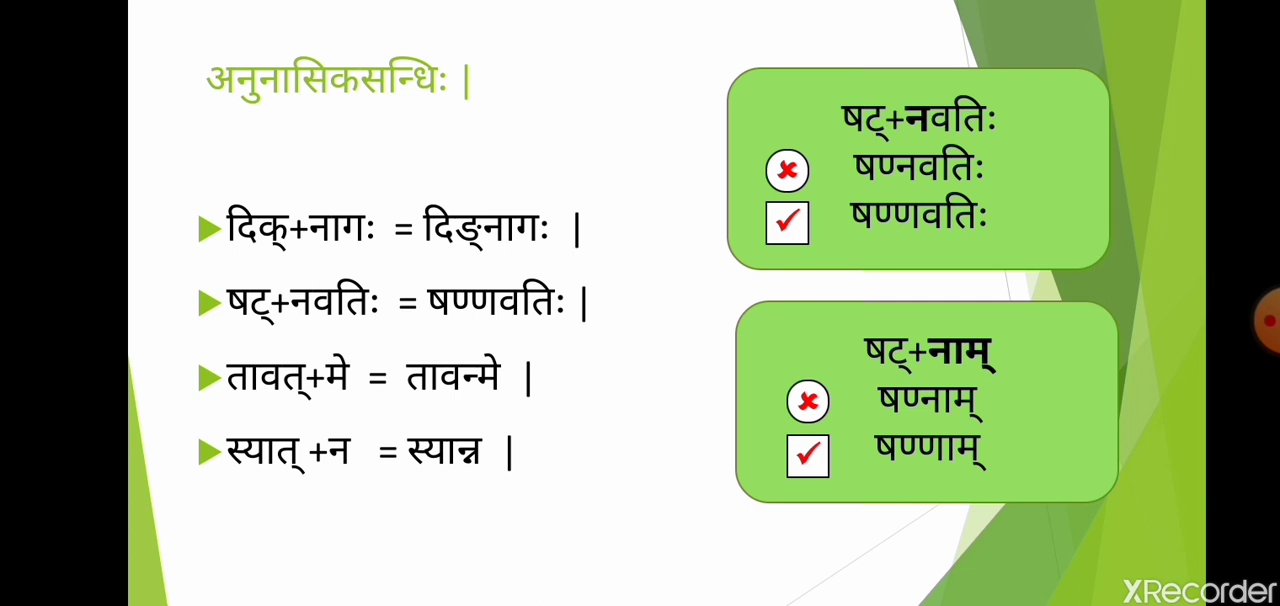 अनुनासिकसन्धिः |
दिक्+नागः = दिङ्नागः |
षट्+नवतिः = षण्णवतिः |
तावत्+मे = तावन्मे |
स्यात् +न = स्यान्न |
षट्+नवतिः
षण्नवतिः
षण्णवतिः
षट्+नाम्
षण्नाम्
षण्णाम्
XRecorder